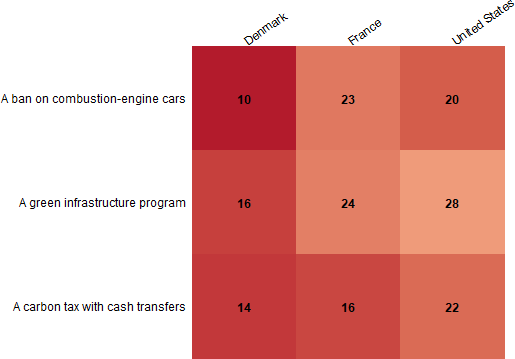 Denmark France United States
A ban on combustion-engine cars 10 23 20
A green infrastructure program 16 24 28
A carbon tax with cash transfers 14 16 22